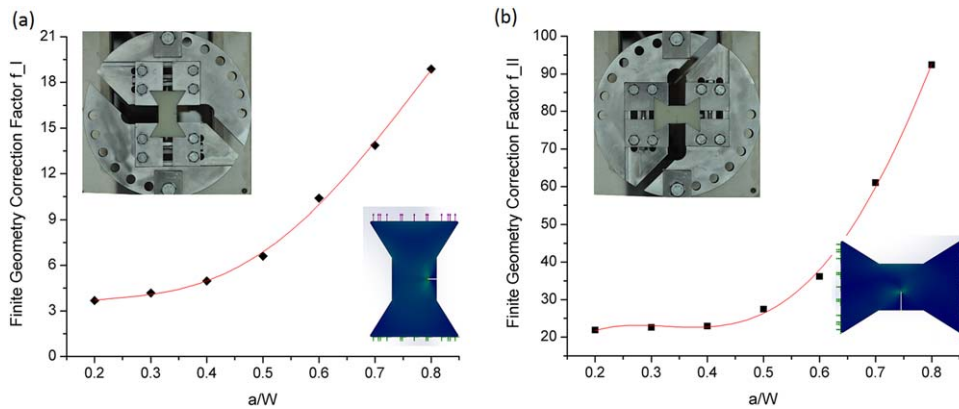 (a)
Finite Geometry Correction Factor f_I
21
18
15
12
9
6
3
0
0.2 0.3 0.4 0.5 0.6 0.7 0.8
a/W
(b)
Finite Geometry Correction Factor f_II
100
90
80
70
60
50
40
30
20
0.2 0.3 0.4 0.5 0.6 0.7 0.8
a/W